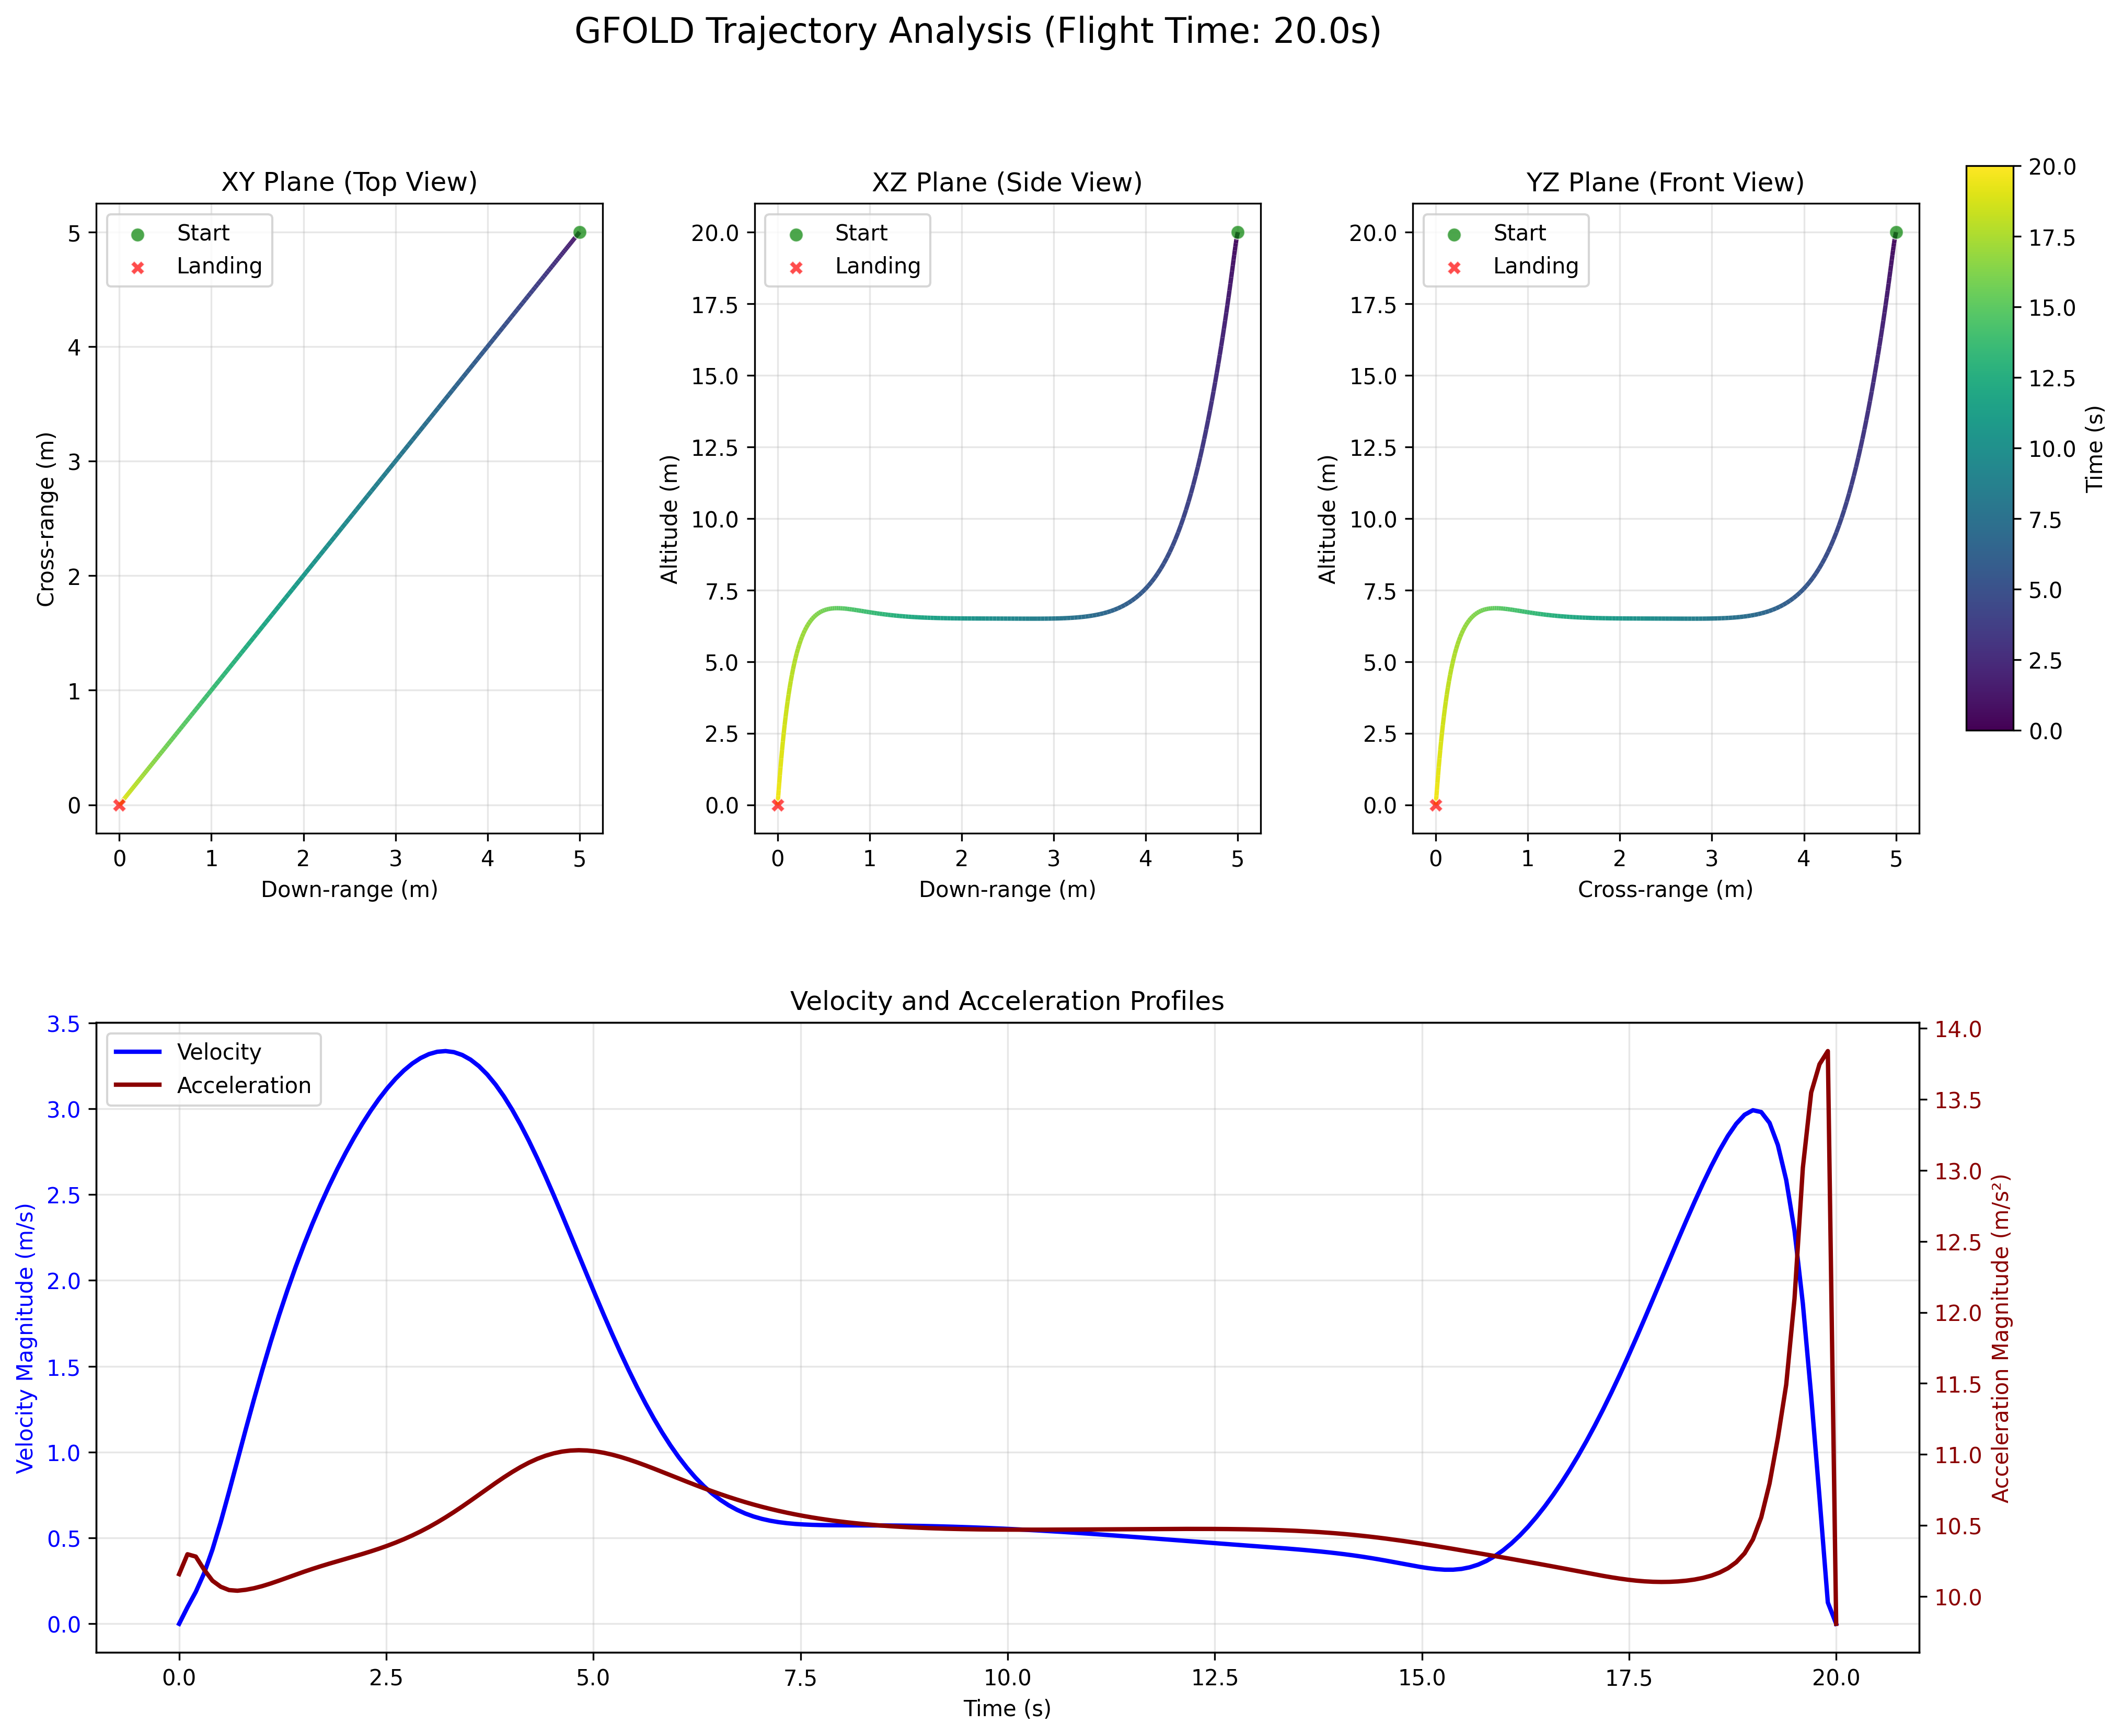 GFOLD Trajectory Analysis (Flight Time: 20.0s)
XY Plane (Top View)
Start
Landing
5
4
3
2
1
0
Cross-range (m)
0 1 2 3 4 5
Down-range (m)
XZ Plane (Side View)
Start
Landing
20.0
17.5
15.0
12.5
10.0
7.5
5.0
2.5
0.0
Altitude (m)
0 1 2 3 4 5
Down-range (m)
YZ Plane (Front View)
Start
Landing
20.0
17.5
15.0
12.5
10.0
7.5
5.0
2.5
0.0
Altitude (m)
0 1 2 3 4 5
Cross-range (m)
20.0
17.5
15.0
12.5
10.0
7.5
5.0
2.5
0.0
Time (s)
Velocity and Acceleration Profiles
Velocity
Acceleration
3.5
3.0
2.5
2.0
1.5
1.0
0.5
0.0
Velocity Magnitude (m/s)
14.0
13.5
13.0
12.5
12.0
11.5
11.0
10.5
10.0
Acceleration Magnitude (m/s²)
0.0 2.5 5.0 7.5 10.0 12.5 15.0 17.5 20.0
Time (s)